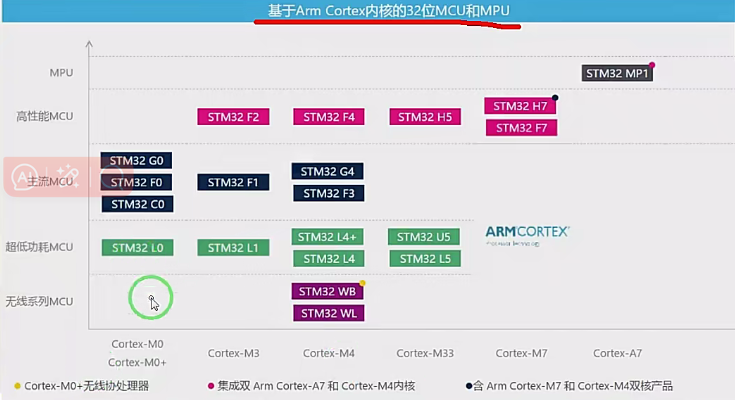 基于Arm Cortex内核的32位MCU和MPU
MPU
STM32 MP1
高性能MCU
STM32 F2
STM32 F4
STM32 H5
STM32 H7
STM32 F7
主流MCU
STM32 G0
STM32 F0
STM32 C0
STM32 F1
STM32 G4
STM32 F3
超低功耗MCU
STM32 L0
STM32 L1
STM32 L4+
STM32 L4
STM32 U5
STM32 L5
ARMCORTEX
无线系列MCU
STM32 WB
STM32 WL
Cortex-M0
Cortex-M0+
Cortex-M3
Cortex-M4
Cortex-M33
Cortex-M7
Cortex-A7
Cortex-M0+无线协处理器
集成双 Arm Cortex-A7 和 Cortex-M4内核
含 Arm Cortex-M7 和 Cortex-M4双核产品